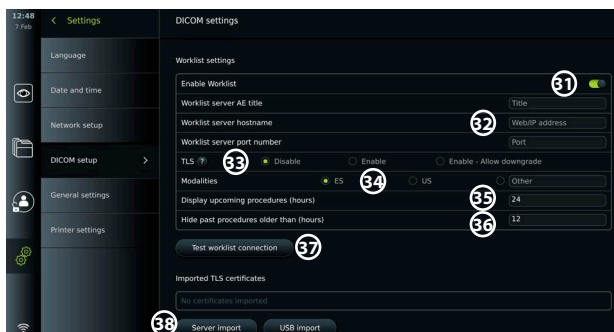 12:48
7 Feb
< Settings
DICOM settings
Language
Date and time
Network setup
DICOM setup >
General settings
Printer settings
Worklist settings
Enable Worklist 31
Worklist server AE title Title
Worklist server hostname 32 Web/IP address
Worklist server port number Port
TLS ? 33 Disable Enable Enable - Allow downgrade
Modalities ES 34 US Other
Display upcoming procedures (hours) 35 24
Hide past procedures older than (hours) 36 12
Test worklist connection 37
Imported TLS certificates
No certificates imported
38 Server import USB import